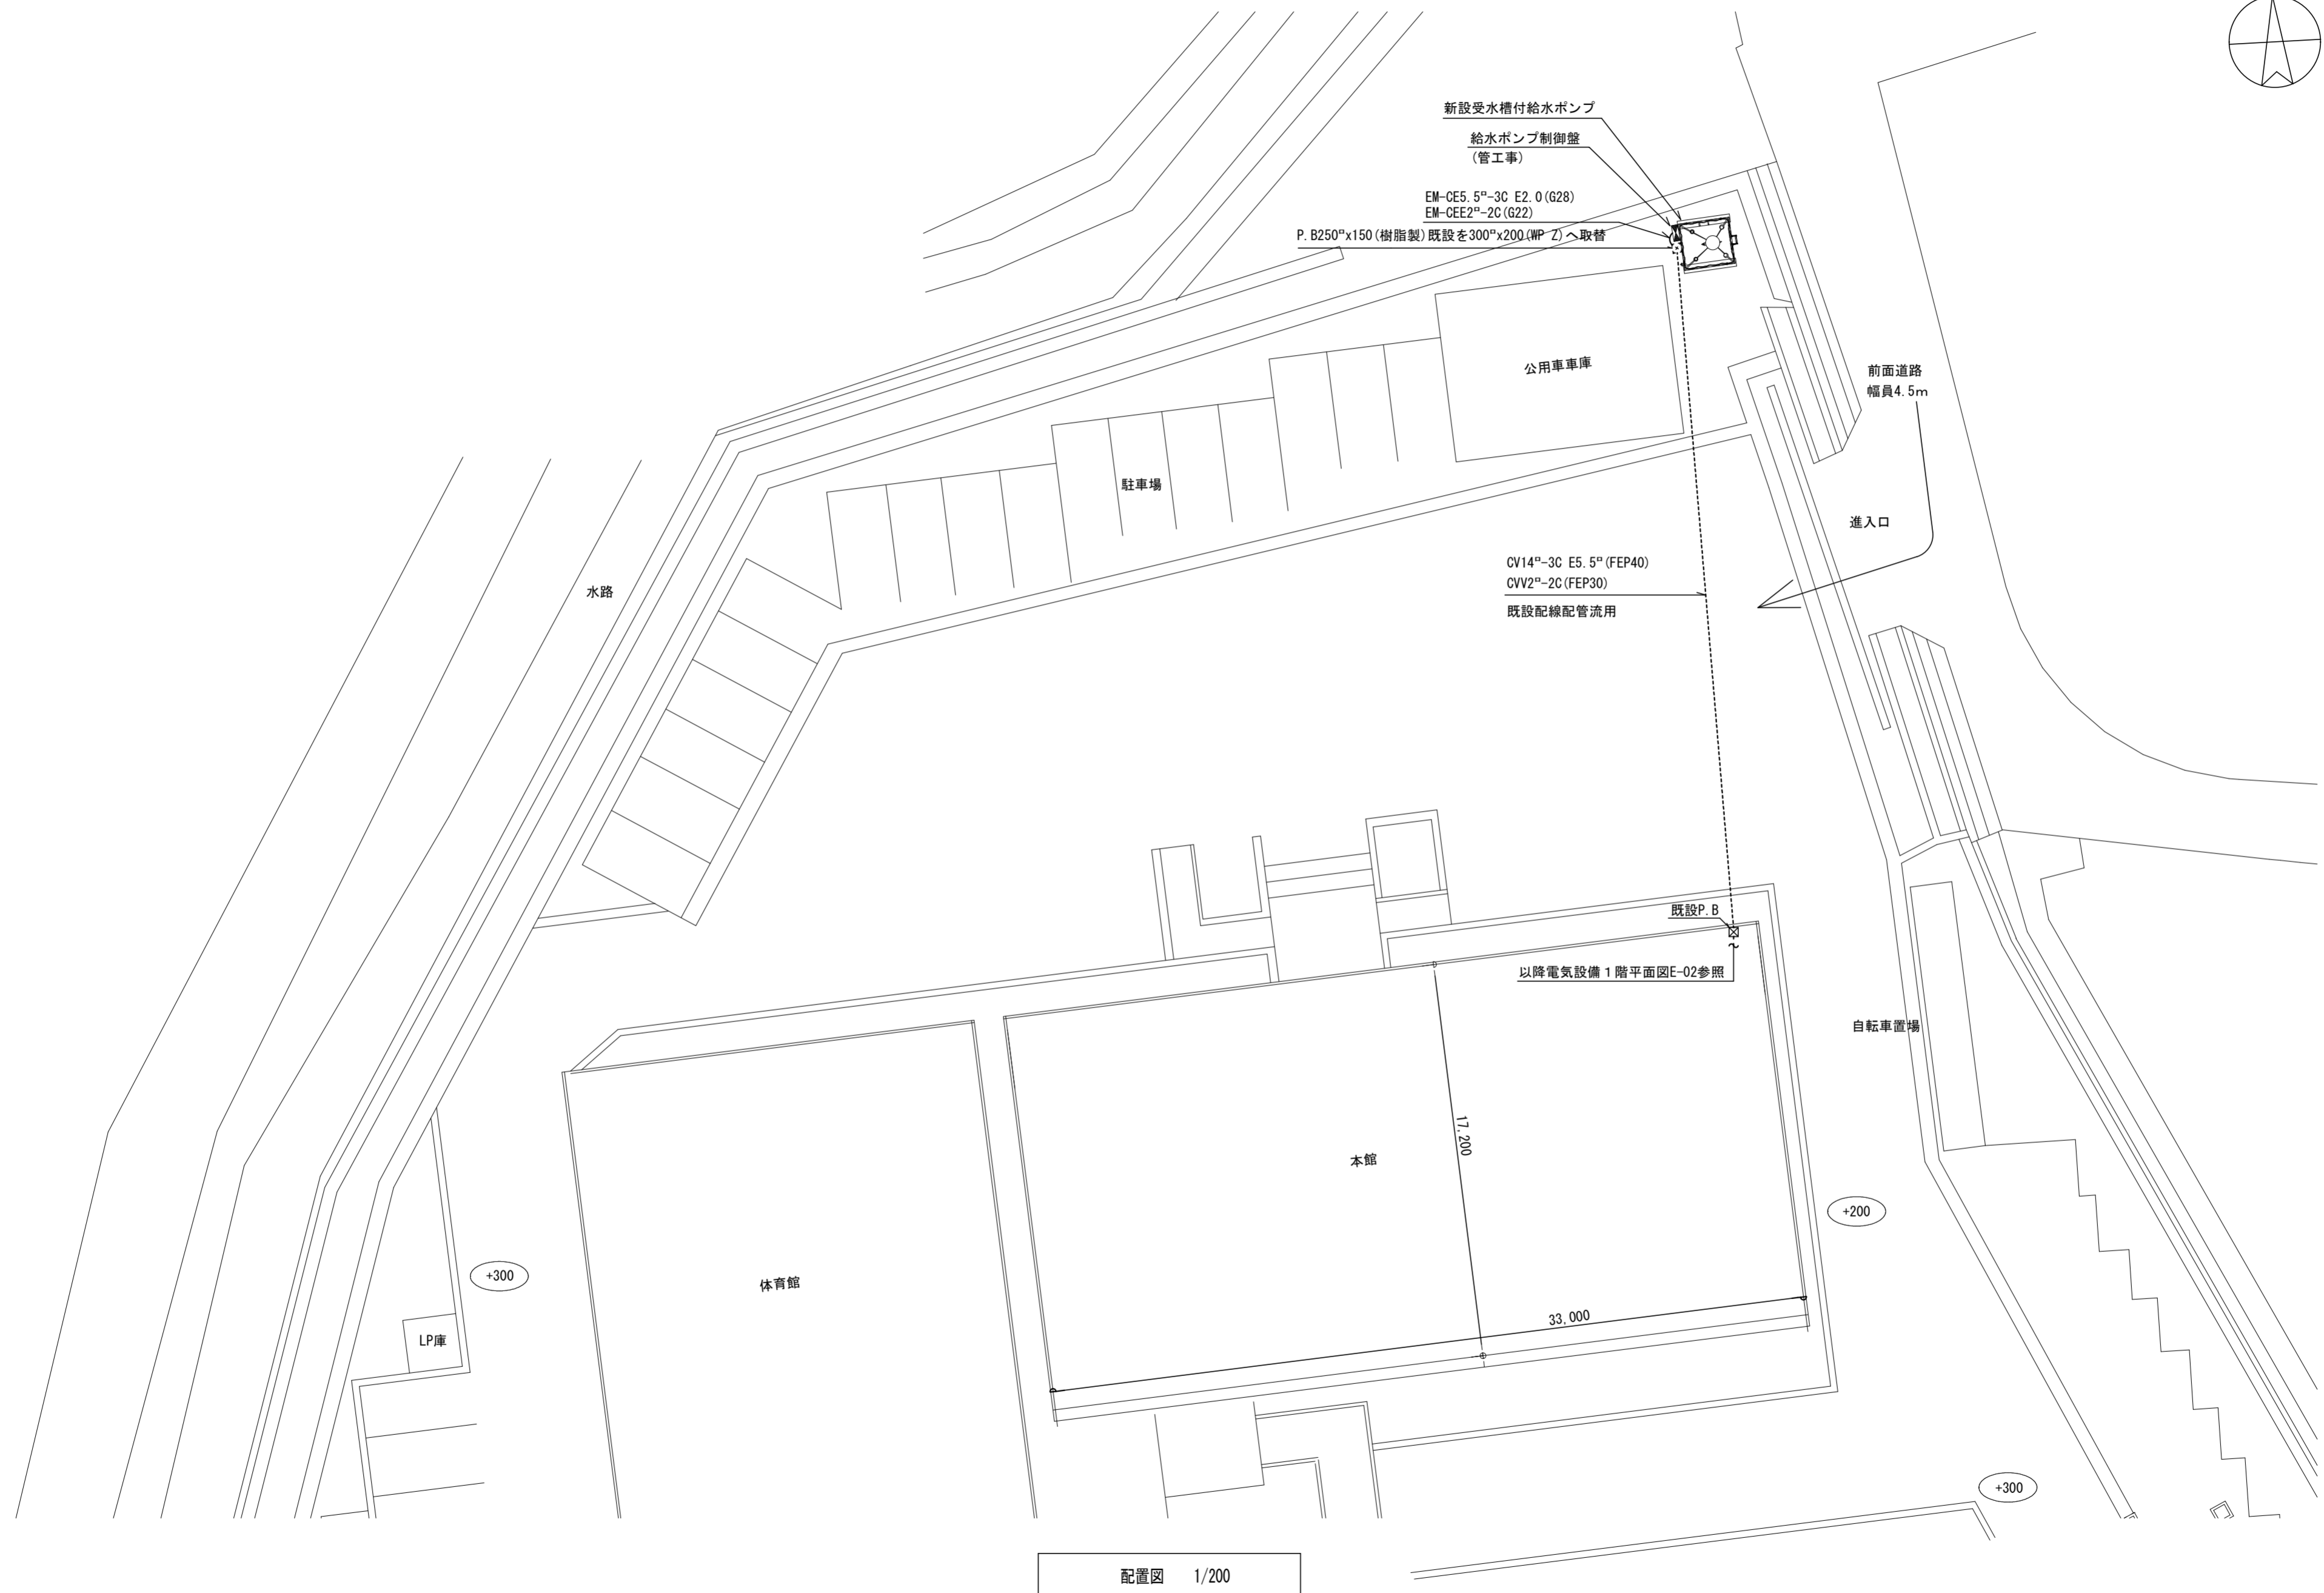 新設受水槽付給水ポンプ
給水ポンプ制御盤
(管工事)
EM-CE5.5□-3C E2.0(G28)
EM-CEE2□-2C(G22)
P.B250□x150(樹脂製)既設を300□x200(WP Z)へ取替
公用車車庫
前面道路
幅員4.5m
駐車場
進入口
CV14□-3C E5.5□(FEP40)
CVV2□-2C(FEP30)
既設配線配管流用
水路
既設P.B
以降電気設備1階平面図E-02参照
自転車置場
17,200
本館
+200
+300
体育館
33,000
LP庫
+300
配置図 1/200